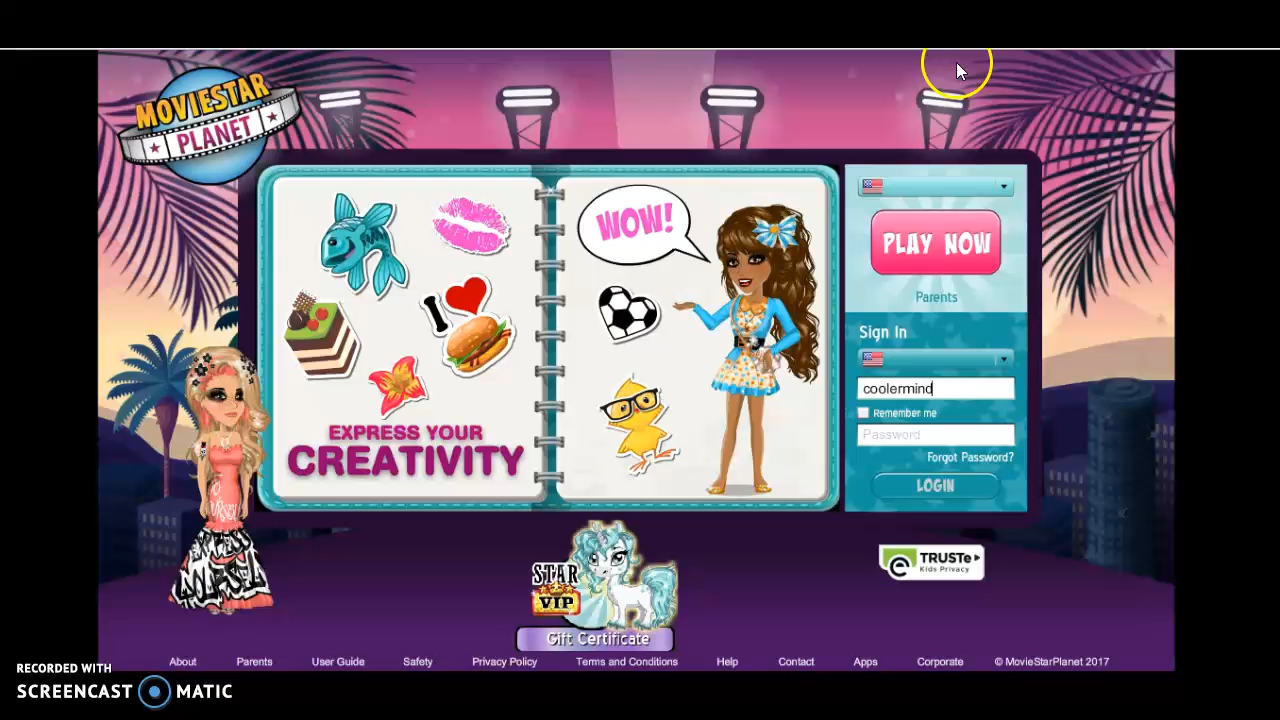 MOVIESTAR
PLANET
WOW!
I
EXPRESS YOUR
CREATIVITY
PLAY NOW
Parents
Sign In
coolermind
Remember me
Password
Forgot Password?
LOGIN
STAR
VIP
Gift Certificate
TRUSTe
Kids Privacy
About Parents User Guide Safety Privacy Policy Terms and Conditions Help Contact Apps Corporate © MovieStarPlanet 2017
RECORDED WITH
SCREENCAST MATIC